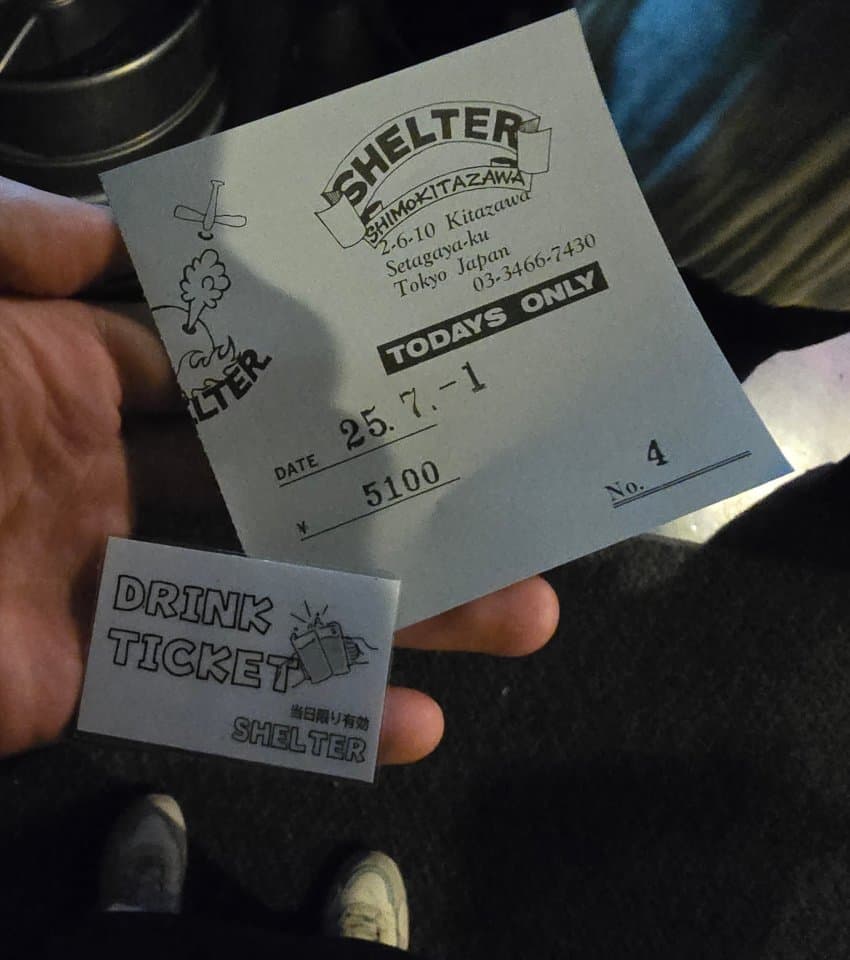 SHELTER
SHIMOKITAZAWA
2-6-10 Kitazawa
Setagaya-ku
Tokyo Japan
03-3466-7430
TODAYS ONLY
DATE 25.7.-1
¥ 5100
No. 4
LTER
DRINK
TICKET
当日限り有効
SHELTER